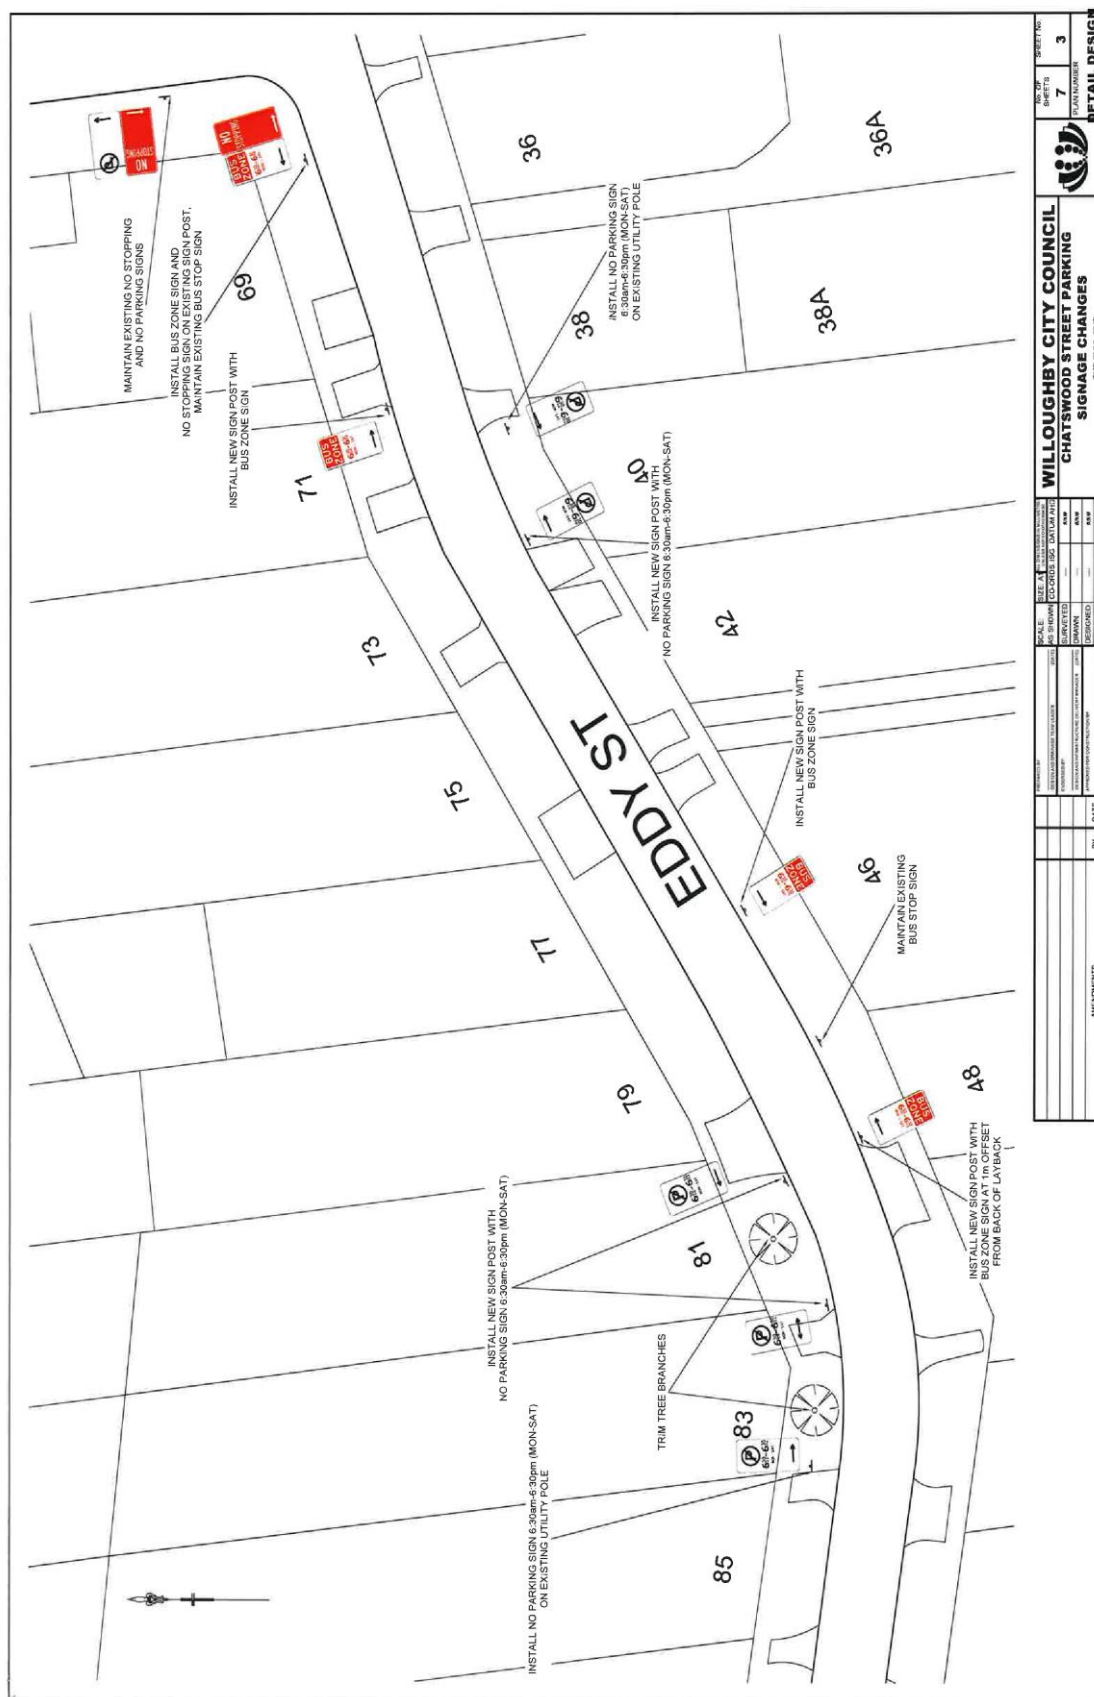 MAINTAIN EXISTING NO STOPPING
AND NO PARKING SIGNS
INSTALL BUS ZONE SIGN AND
NO STOPPING SIGN ON EXISTING SIGN POST,
MAINTAIN EXISTING BUS STOP SIGN
INSTALL NEW SIGN POST WITH
BUS ZONE SIGN
NO
STOPPING
BUS
ZONE
NO
STOPPING
BUS
ZONE
69
71
73
75
77
79
81
83
85
36
36A
38
38A
40
42
46
48
EDDY ST
INSTALL NO PARKING SIGN
6:30am-6:30pm (MON-SAT)
ON EXISTING UTILITY POLE
INSTALL NEW SIGN POST WITH
NO PARKING SIGN 6:30am-6:30pm (MON-SAT)
INSTALL NEW SIGN POST WITH
BUS ZONE SIGN
BUS
ZONE
MAINTAIN EXISTING
BUS STOP SIGN
BUS
ZONE
INSTALL NEW SIGN POST WITH
BUS ZONE SIGN AT 1m OFFSET
FROM BACK OF LAYBACK
INSTALL NEW SIGN POST WITH
NO PARKING SIGN 6:30am-6:30pm (MON-SAT)
TRIM TREE BRANCHES
INSTALL NO PARKING SIGN 6:30am-6:30pm (MON-SAT)
ON EXISTING UTILITY POLE
WILLOUGHBY CITY COUNCIL
CHATSWOOD STREET PARKING
SIGNAGE CHANGES
No. OF
SHEETS
7
SHEET No.
3
PLAN NUMBER
DETAIL DESIGN
SCALE:
AS SHOWN
SIZE: A1
CO-ORDS: ISG
DATUM: AHD
SURVEYED
DRAWN
DESIGNED